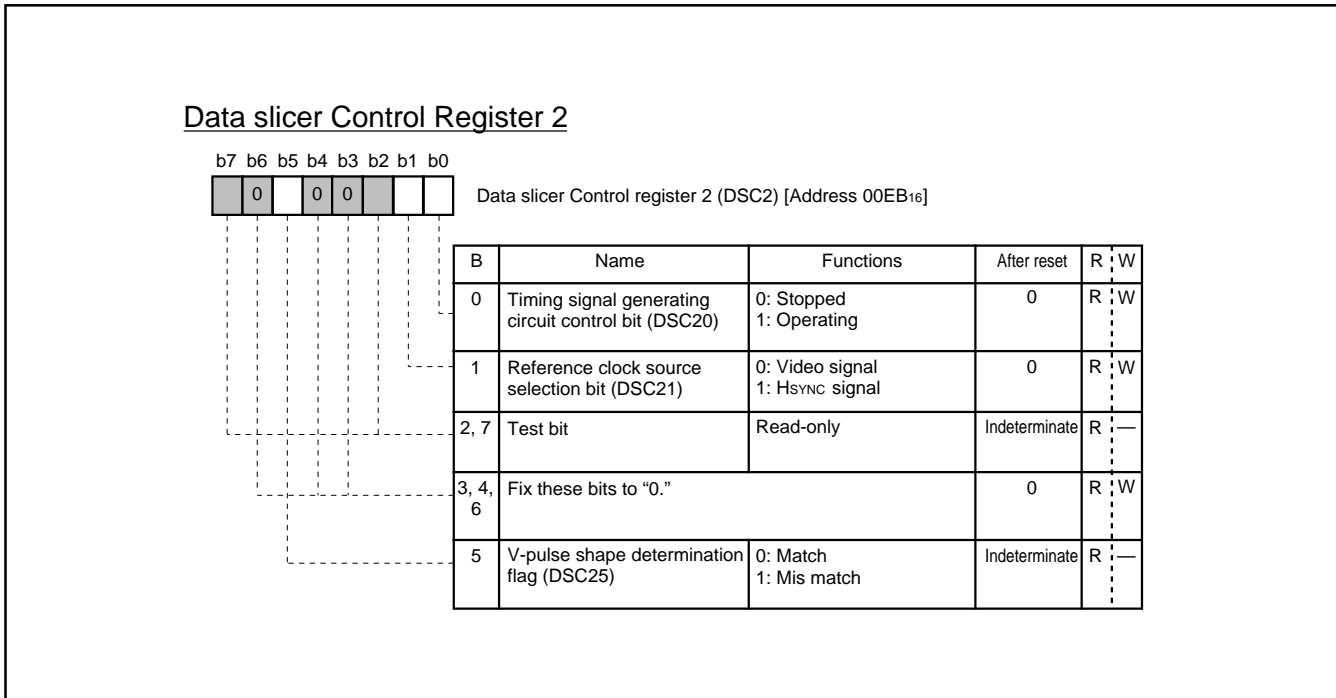 Data slicer Control Register 2
b7 b6 b5 b4 b3 b2 b1 b0
0 0 0
Data slicer Control register 2 (DSC2) [Address 00EB16]
B Name Functions After reset R W
0 Timing signal generating circuit control bit (DSC20) 0: Stopped 1: Operating 0 R W
1 Reference clock source selection bit (DSC21) 0: Video signal 1: HSYNC signal 0 R W
2, 7 Test bit Read-only Indeterminate R —
3, 4, 6 Fix these bits to “0.” 0 R W
5 V-pulse shape determination flag (DSC25) 0: Match 1: Mis match Indeterminate R —